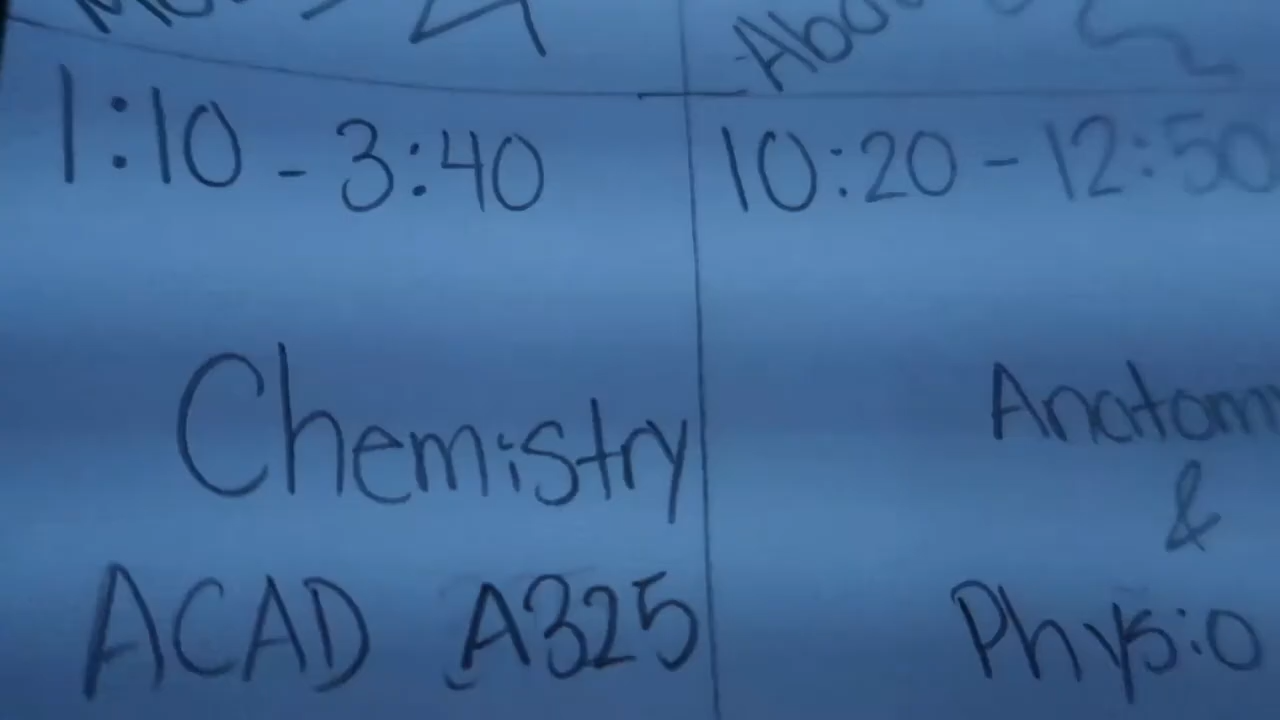 1:10 - 3:40
Chemistry
ACAD A325
10:20 - 12:50
Anatom
&
Physio